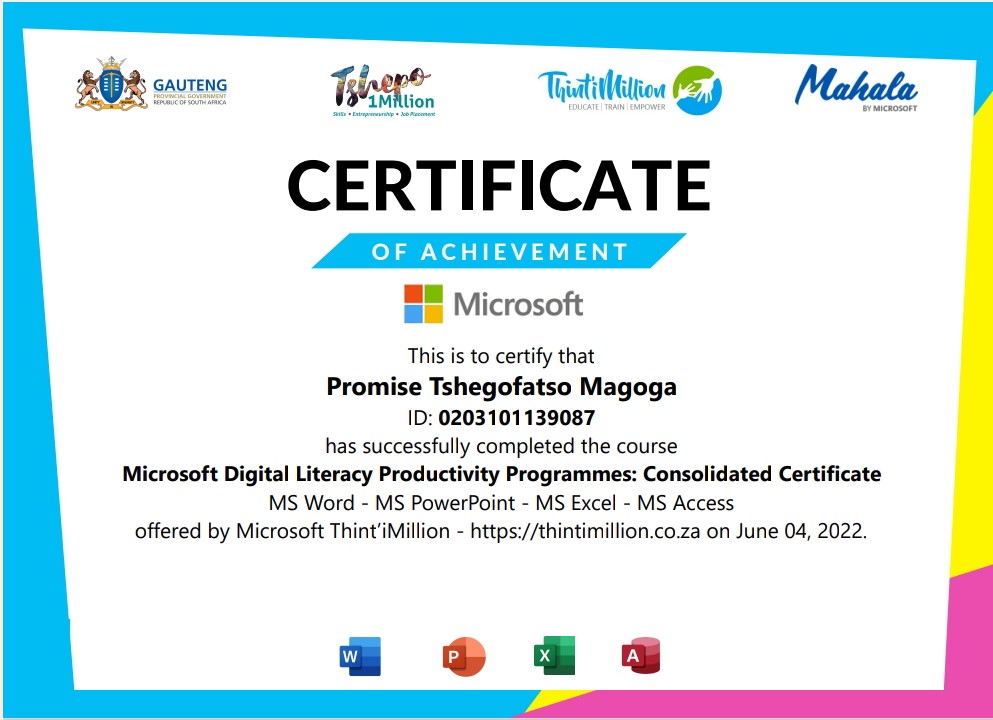 GAUTENG
PROVINCIAL GOVERNMENT
REPUBLIC OF SOUTH AFRICA
Tshepo
1Million
Skills • Entrepreneurship • Job Placement
Thint'iMillion
EDUCATE | TRAIN | EMPOWER
Mahala
BY MICROSOFT
CERTIFICATE
OF ACHIEVEMENT
Microsoft
This is to certify that
Promise Tshegofatso Magoga
ID: 0203101139087
has successfully completed the course
Microsoft Digital Literacy Productivity Programmes: Consolidated Certificate
MS Word - MS PowerPoint - MS Excel - MS Access
offered by Microsoft Thint'iMillion - https://thintimillion.co.za on June 04, 2022.
W P X A